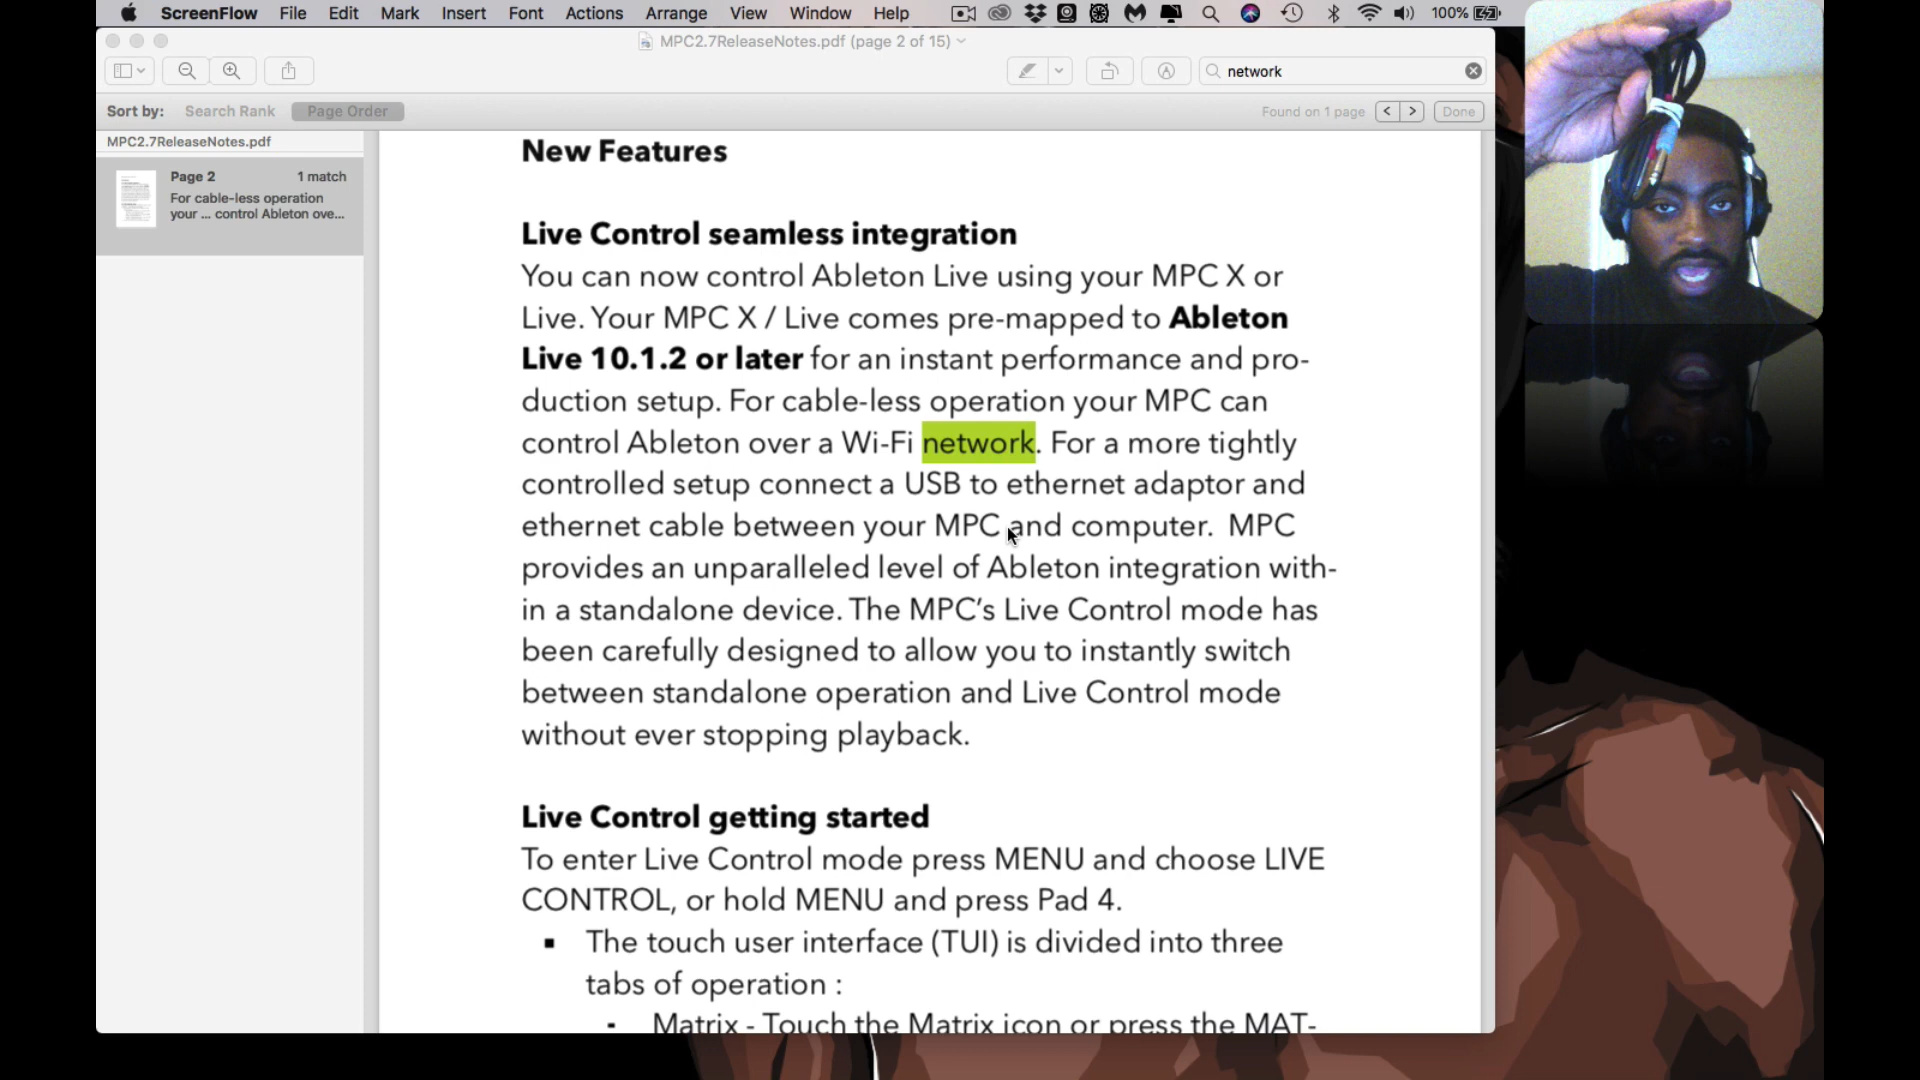 ScreenFlow File Edit Mark Insert Font Actions Arrange View Window Help 100%
MPC2.7ReleaseNotes.pdf (page 2 of 15)
network
Sort by: Search Rank Page Order Found on 1 page < > Done
MPC2.7ReleaseNotes.pdf
Page 2 1 match
For cable-less operation
your ... control Ableton ove...
New Features
Live Control seamless integration
You can now control Ableton Live using your MPC X or
Live. Your MPC X / Live comes pre-mapped to Ableton
Live 10.1.2 or later for an instant performance and pro-
duction setup. For cable-less operation your MPC can
control Ableton over a Wi-Fi network. For a more tightly
controlled setup connect a USB to ethernet adaptor and
ethernet cable between your MPC and computer.  MPC
provides an unparalleled level of Ableton integration with-
in a standalone device. The MPC’s Live Control mode has
been carefully designed to allow you to instantly switch
between standalone operation and Live Control mode
without ever stopping playback.
Live Control getting started
To enter Live Control mode press MENU and choose LIVE
CONTROL, or hold MENU and press Pad 4.
▪ The touch user interface (TUI) is divided into three
tabs of operation :
▪ Matrix - Touch the Matrix icon or press the MAT-